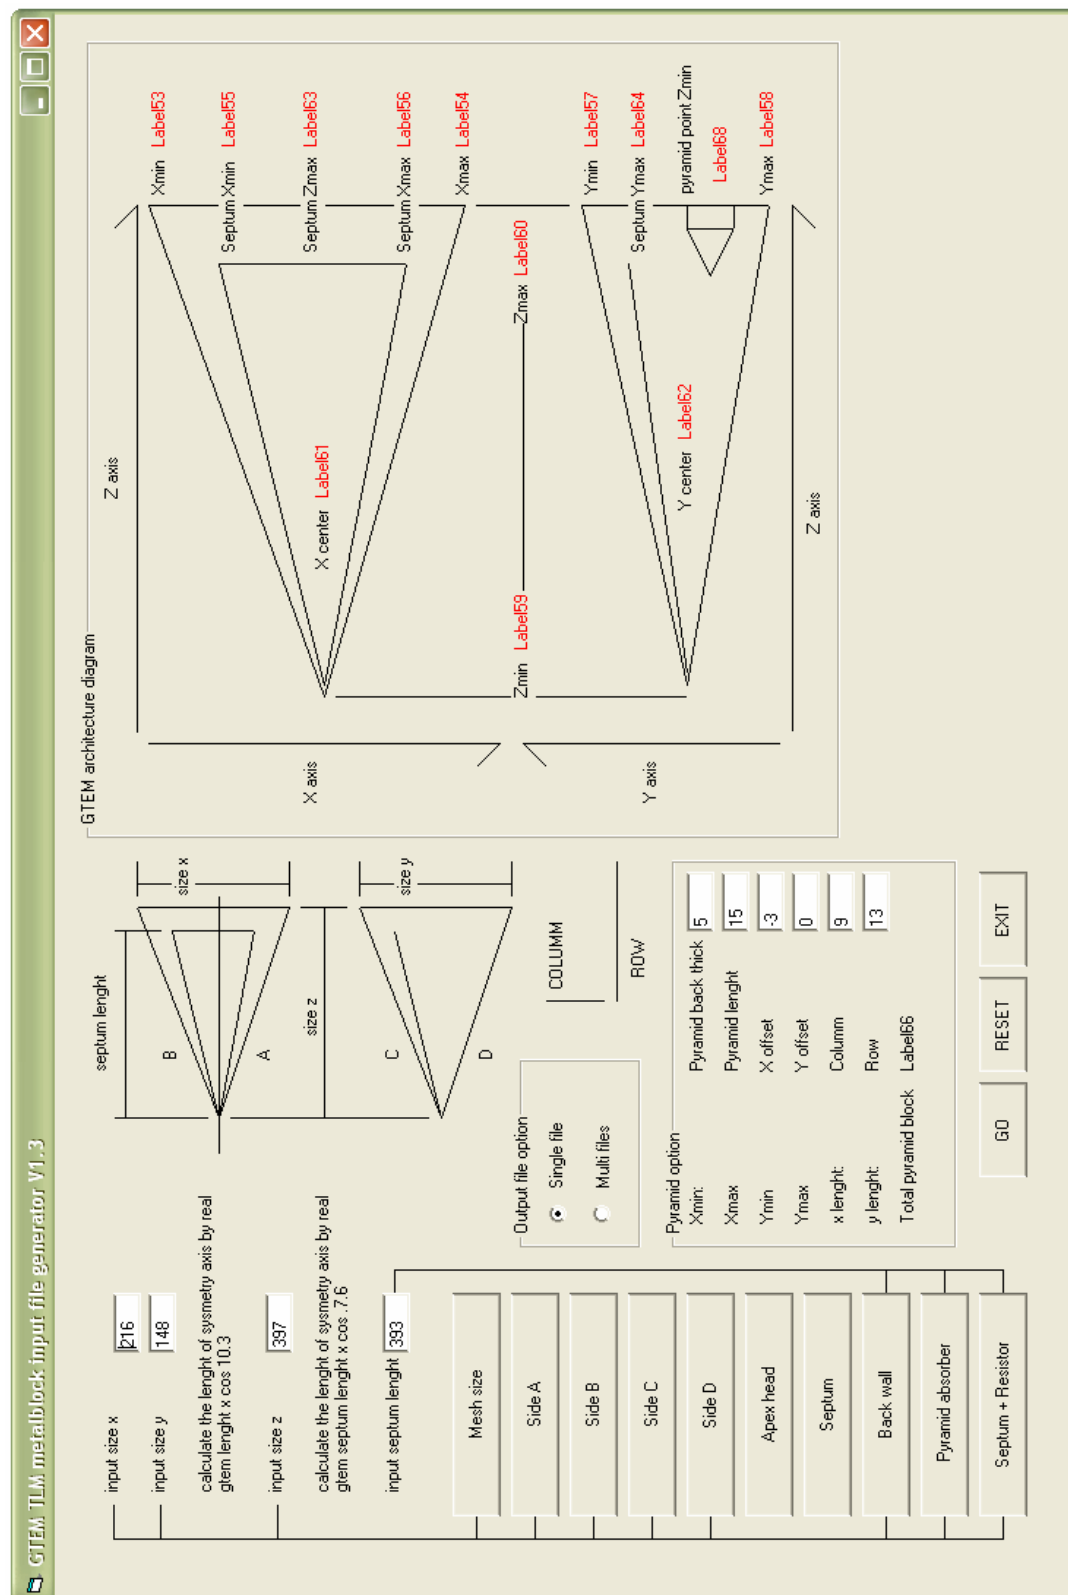 GTEM TLM metalblock input file generator V1.3
input size x
216
input size y
148
calculate the lenght of sysmetry axis by real
gtem lenght x cos 10.3
input size z
397
calculate the lenght of sysmetry axis by real
gtem septum lenght x cos .7.6
input septum lenght
393
Mesh size
Side A
Side B
Side C
Side D
Apex head
Septum
Back wall
Pyramid absorber
Septum + Resistor
septum lenght
B
A
size x
size z
C
D
size y
COLUMM
ROW
Output file option
Single file
Multi files
Pyramid option
Xmin:
Pyramid back thick
5
Xmax
Pyramid lenght
15
Ymin
X offset
-3
Ymax
Y offset
0
x lenght:
Column
9
y lenght:
Row
13
Total pyramid block
Label66
GO
RESET
EXIT
GTEM architecture diagram
Z axis
X axis
Xmin Label53
Septum Xmin Label55
X center Label61
Septum Zmax Label63
Septum Xmax Label56
Xmax Label54
Zmin Label59
Zmax Label60
Y axis
Ymin Label57
Septum Ymax Label64
Y center Label62
pyramid point Zmin
Label68
Ymax Label58
Z axis